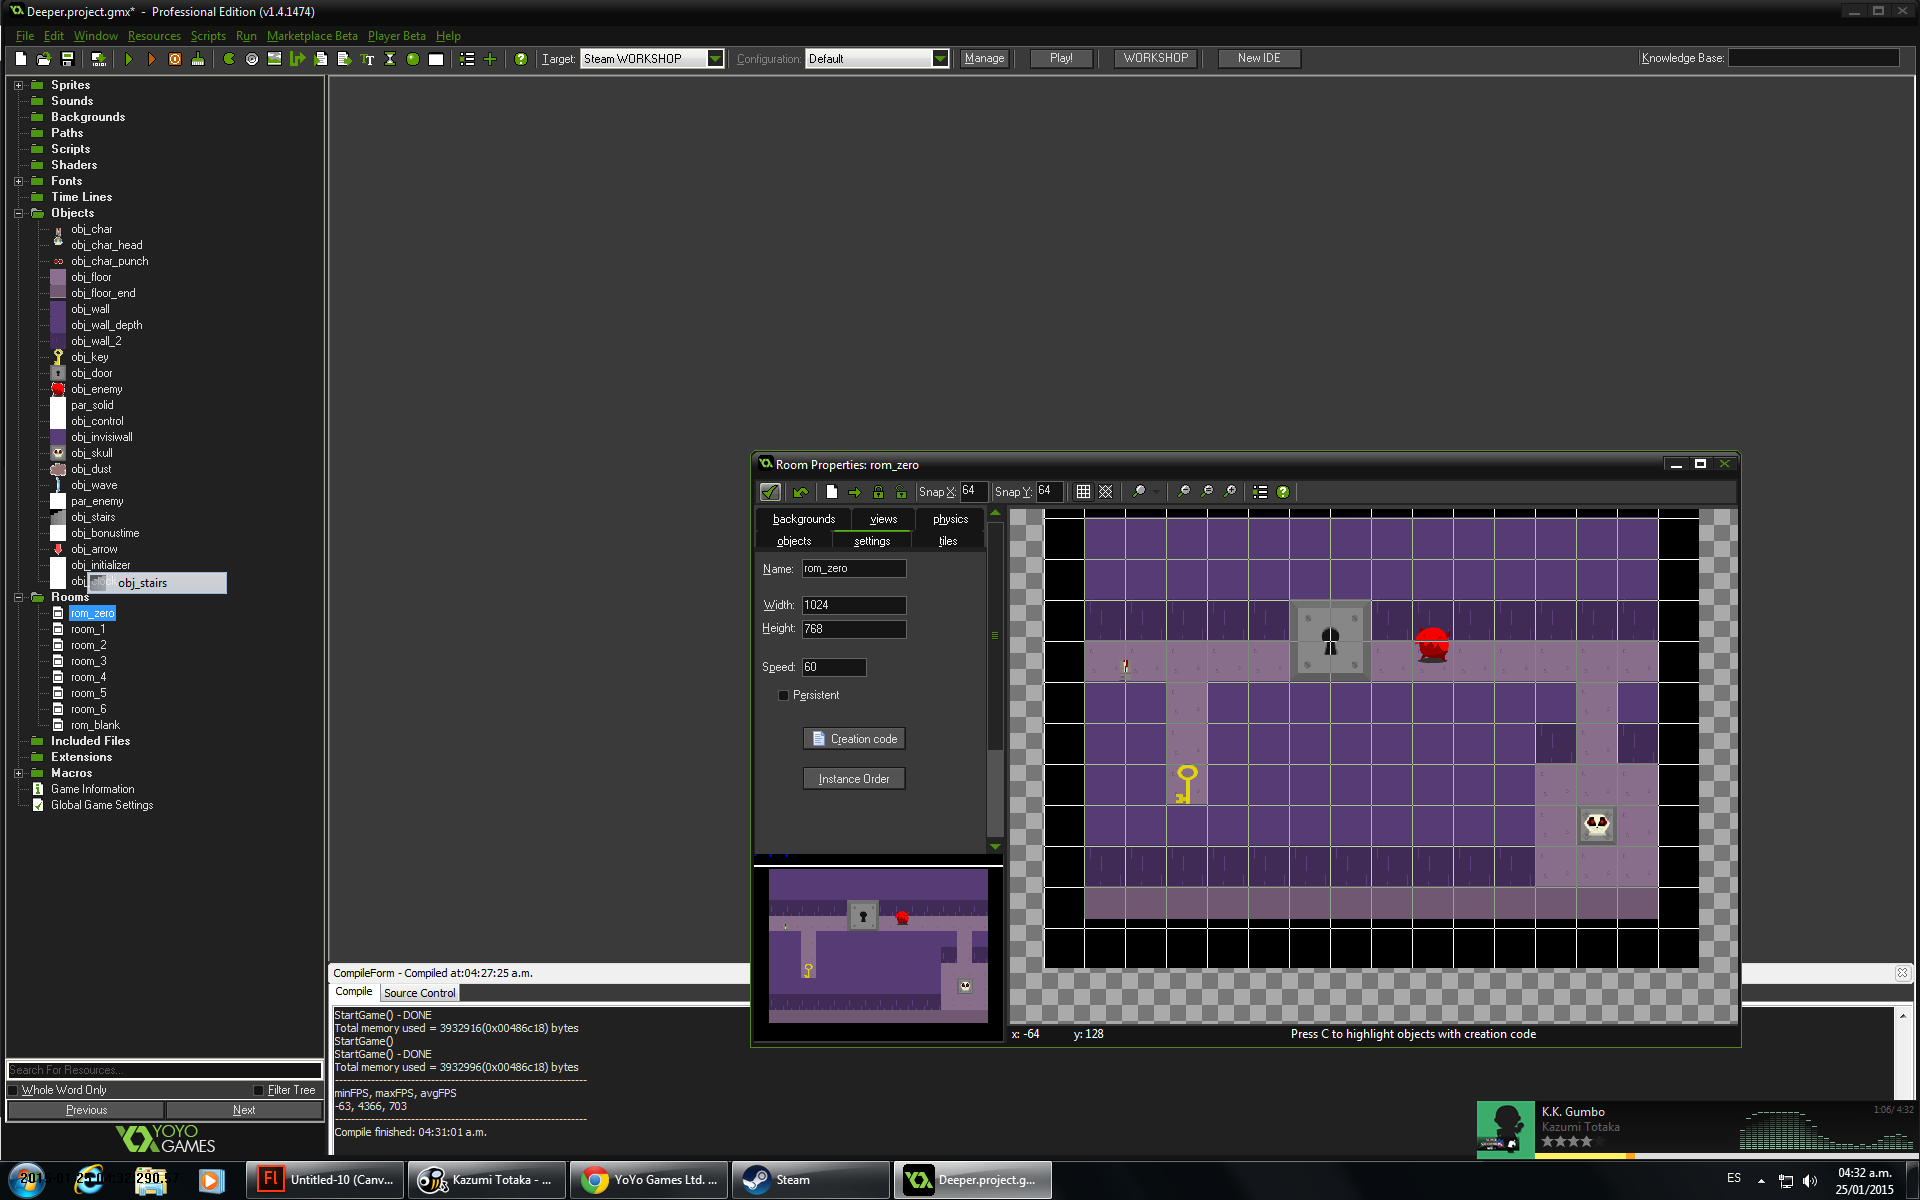 Deeper.project.gmx* - Professional Edition (v1.4.1474)
File Edit Window Resources Scripts Run Marketplace Beta Player Beta Help
Target: Steam WORKSHOP Configuration: Default Manage Play! WORKSHOP New IDE Knowledge Base:
Sprites
Sounds
Backgrounds
Paths
Scripts
Shaders
Fonts
Time Lines
Objects
obj_char
obj_char_head
obj_char_punch
obj_floor
obj_floor_end
obj_wall
obj_wall_depth
obj_wall_2
obj_key
obj_door
obj_enemy
par_solid
obj_control
obj_invisiwall
obj_skull
obj_dust
obj_wave
par_enemy
obj_stairs
obj_bonustime
obj_arrow
obj_initializer
obj_stairs
Rooms
rom_zero
room_1
room_2
room_3
room_4
room_5
room_6
rom_blank
Included Files
Extensions
Macros
Game Information
Global Game Settings
Search For Resources...
Whole Word Only Filter Tree
Previous Next
YOYO
GAMES
Room Properties: rom_zero
Snap X: 64 Snap Y: 64
backgrounds views physics
objects settings tiles
Name: rom_zero
Width: 1024
Height: 768
Speed: 60
Persistent
Creation code
Instance Order
x: -64 y: 128 Press C to highlight objects with creation code
CompileForm - Compiled at:04:27:25 a.m.
Compile Source Control
StartGame() - DONE
Total memory used = 3932916(0x00486c18) bytes
StartGame()
StartGame() - DONE
Total memory used = 3932996(0x00486c18) bytes
minFPS, maxFPS, avgFPS
-63, 4366, 703
Compile finished: 04:31:01 a.m.
K.K. Gumbo 1:06/ 4:32
Kazumi Totaka
Untitled-10 (Canv...
Kazumi Totaka - ...
YoYo Games Ltd. ...
Steam
Deeper.project.g...
ES
04:32 a.m.
25/01/2015